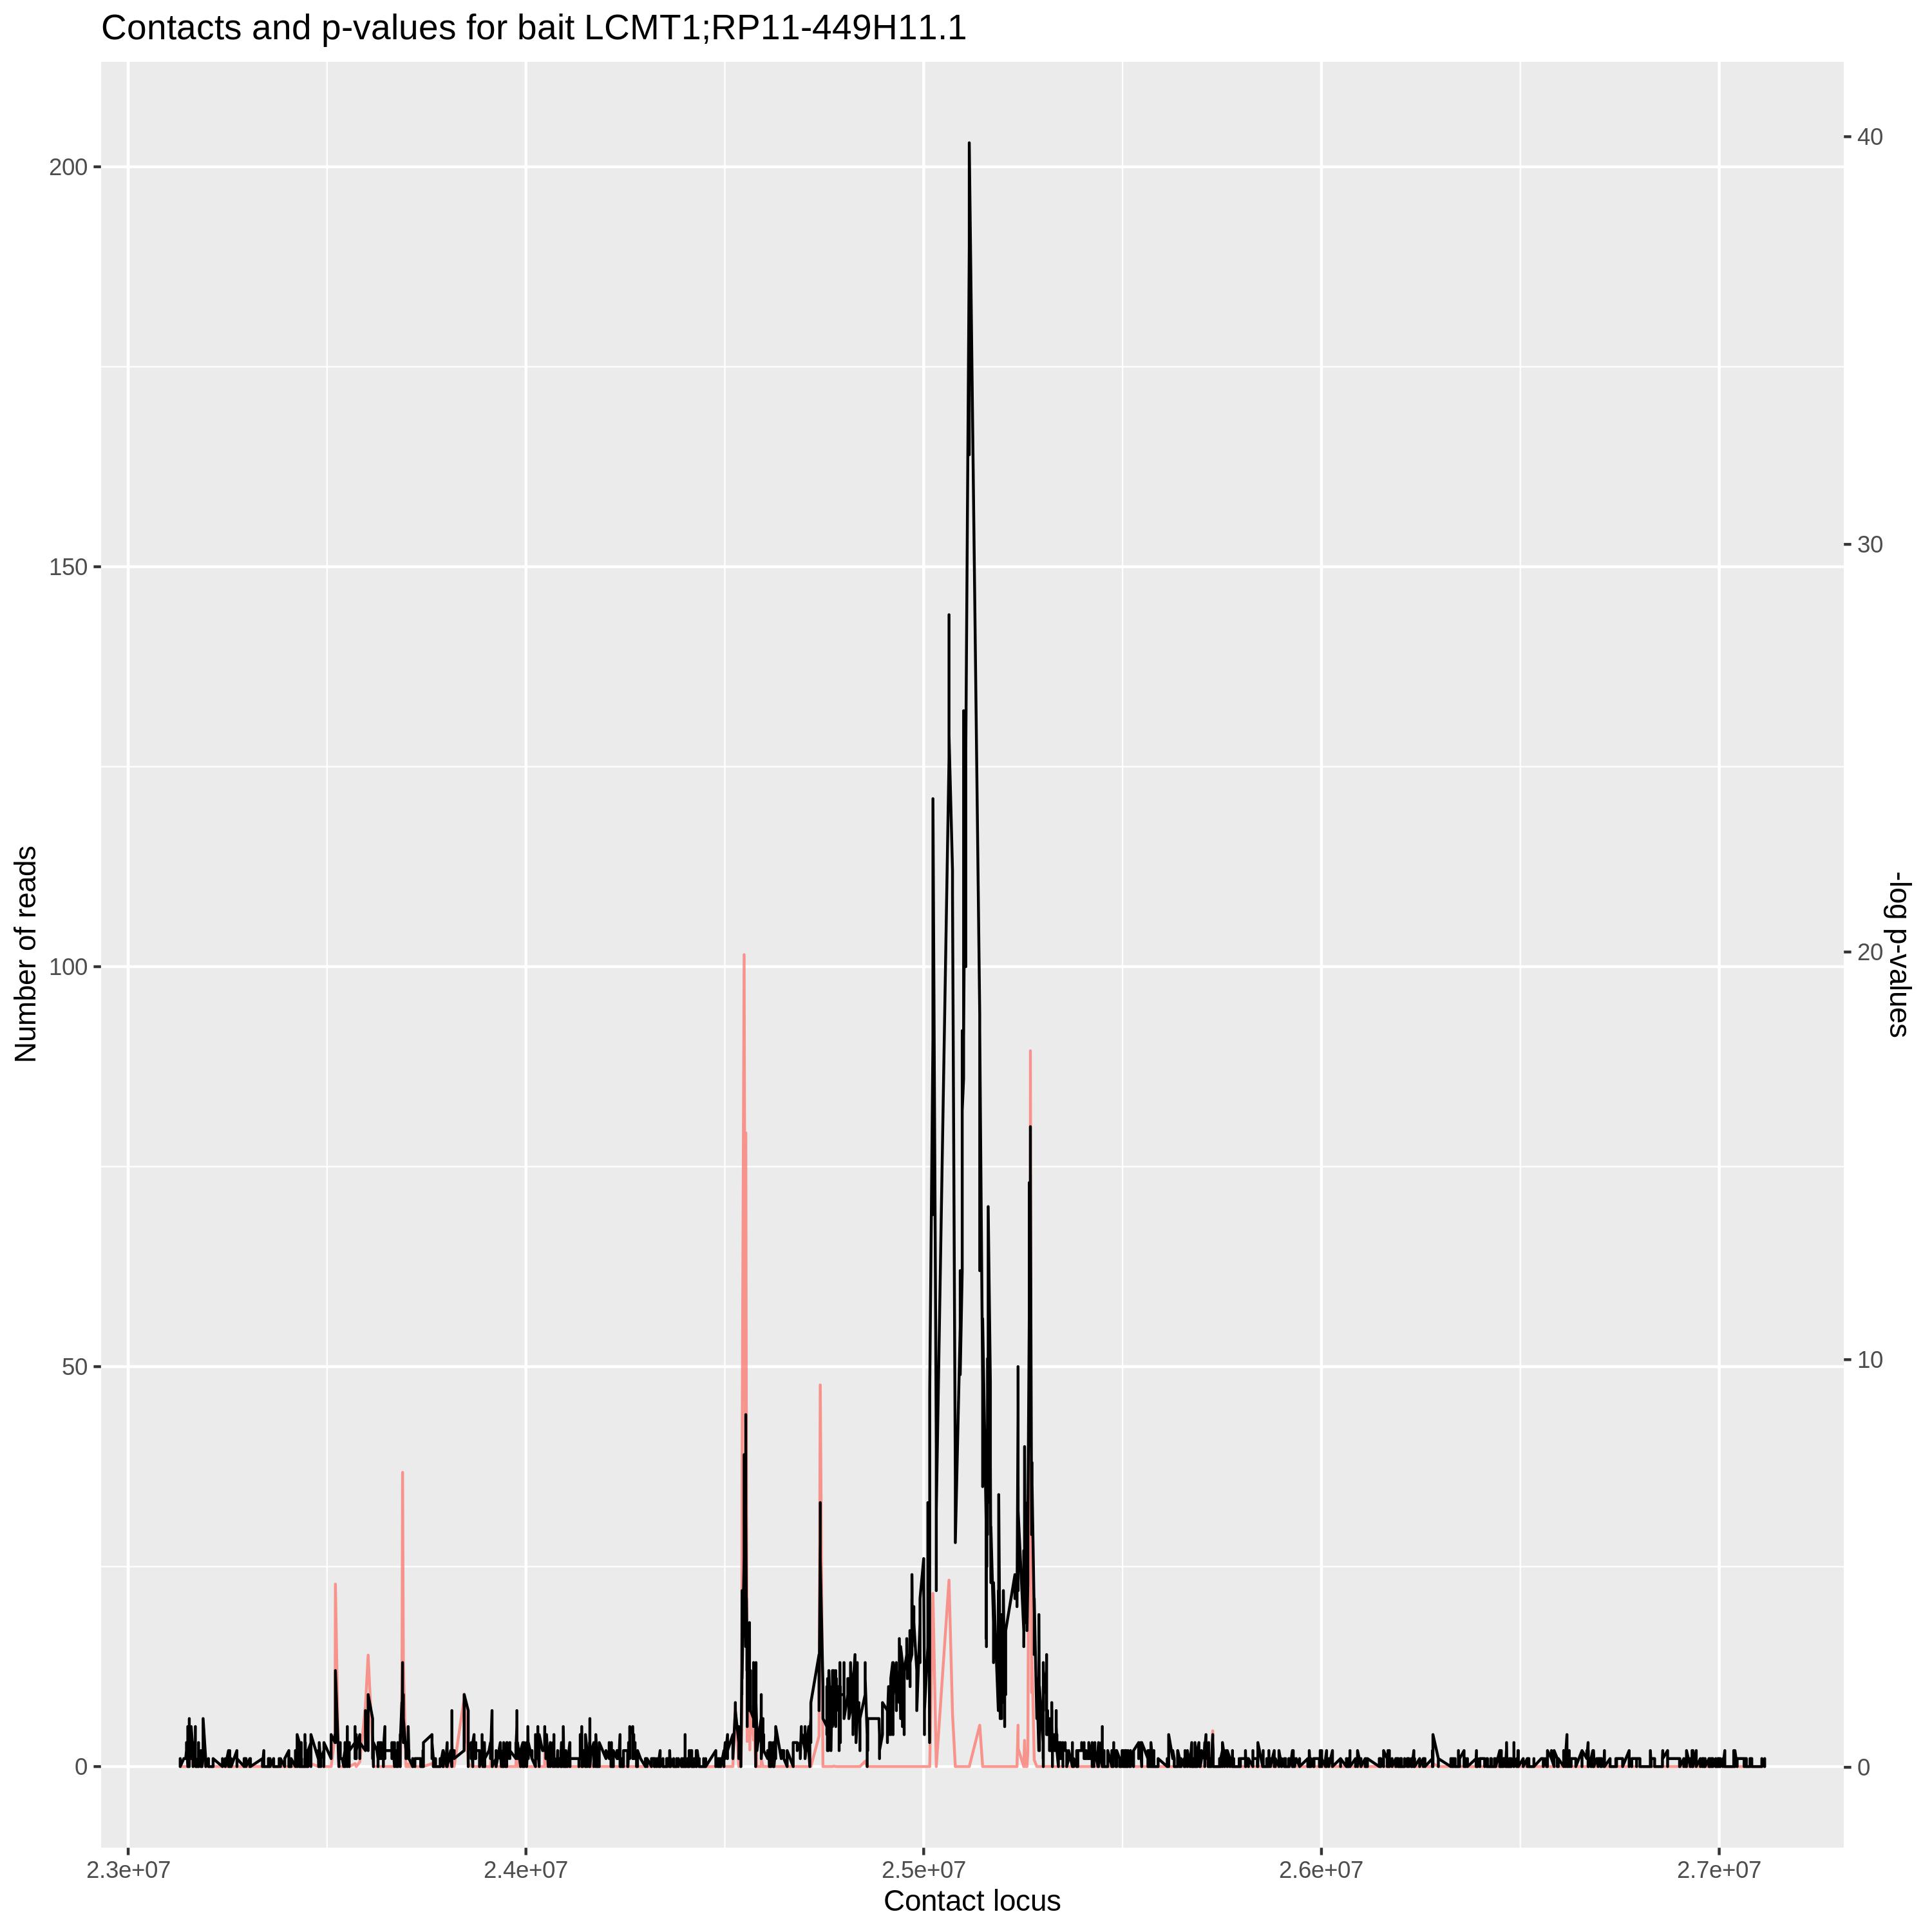 Contacts and p-values for bait LCMT1;RP11-449H11.1
Number of reads
200
150
100
50
0
40
30
20
10
0
-log p-values
2.3e+07 2.4e+07 2.5e+07 2.6e+07 2.7e+07
Contact locus